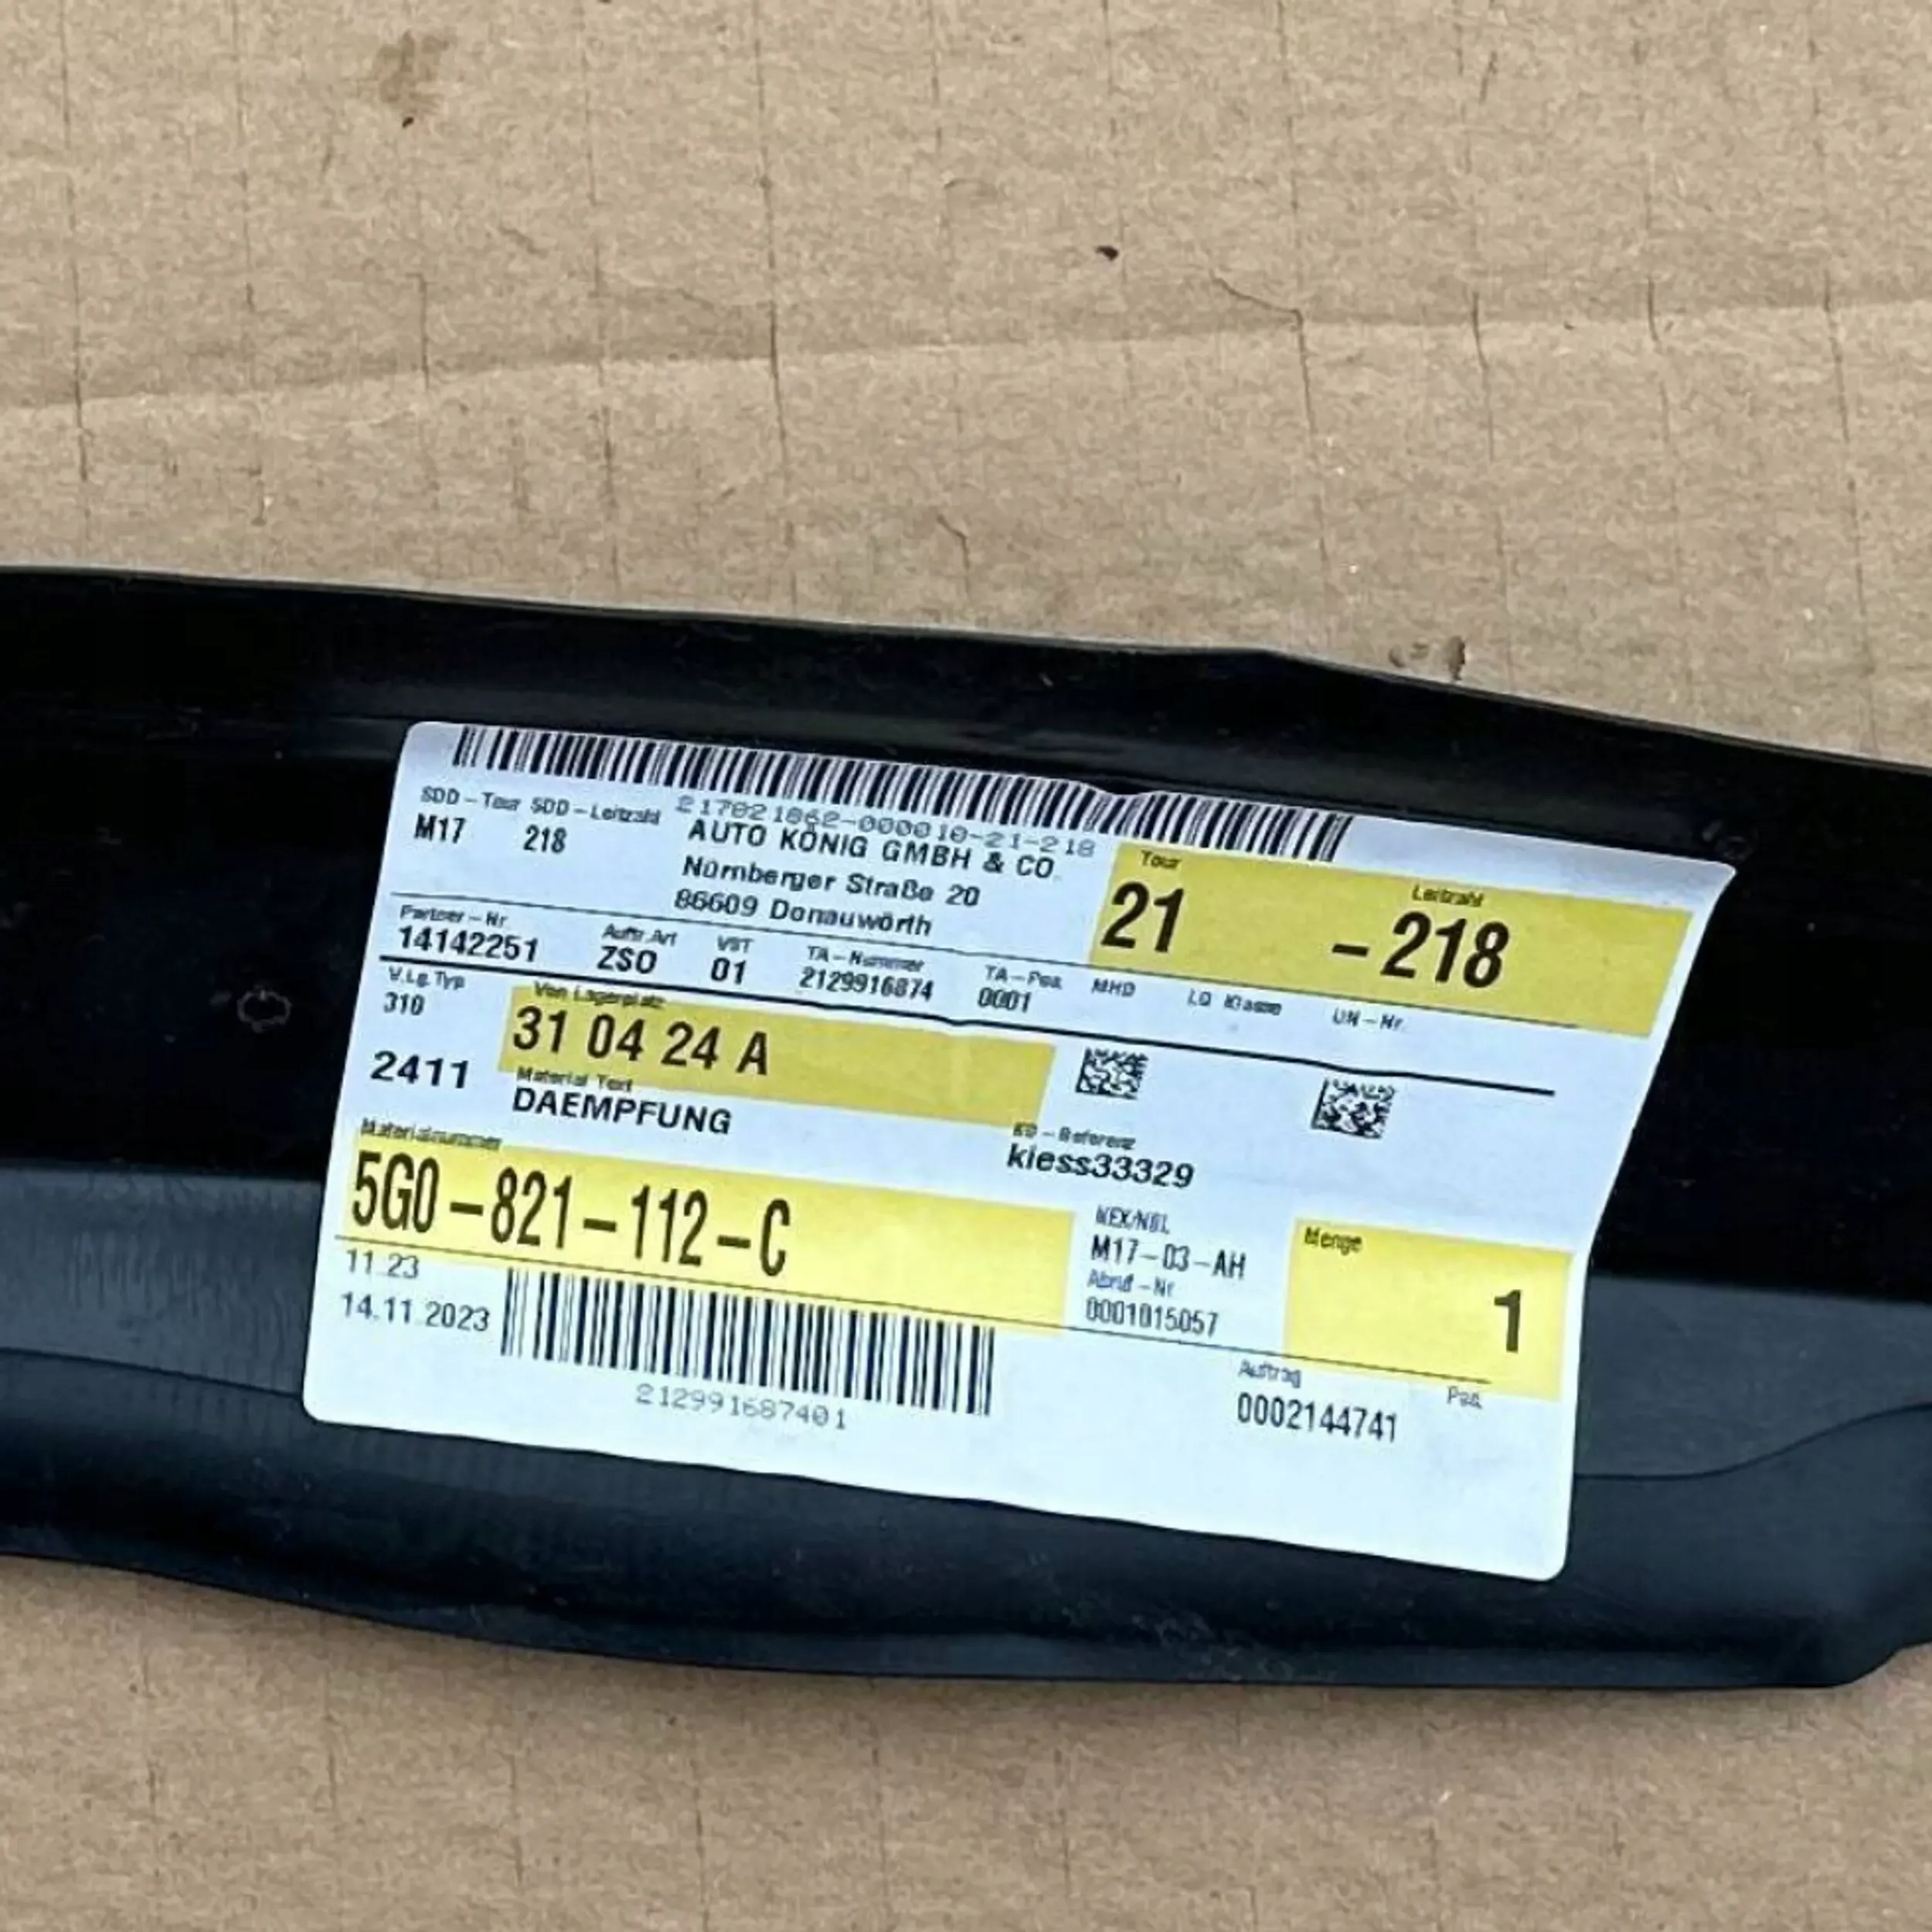 217821862-000010-21-218
SDD-Tour SDD-Leitzahl
M17 218
AUTO KÖNIG GMBH & CO
Nürnberger Straße 20
86609 Donauwörth
Tour Leitzahl
21 -218
Partner-Nr Auftr.Art VST TA-Nummer TA-Pos. MHD LQ Klasse UN-Nr.
14142251 ZSO 01 2129916874 0001
V.Lg.Typ Von Lagerplatz
310 31 04 24 A
2411 Material Text
DAEMPFUNG
KD-Referenz
kiess33329
Materialnummer
5G0-821-112-C
M17-03-AH
Abruf-Nr
0001015057
Menge
1
11.23
14.11.2023
212991687401
Auftrag Pos.
0002144741